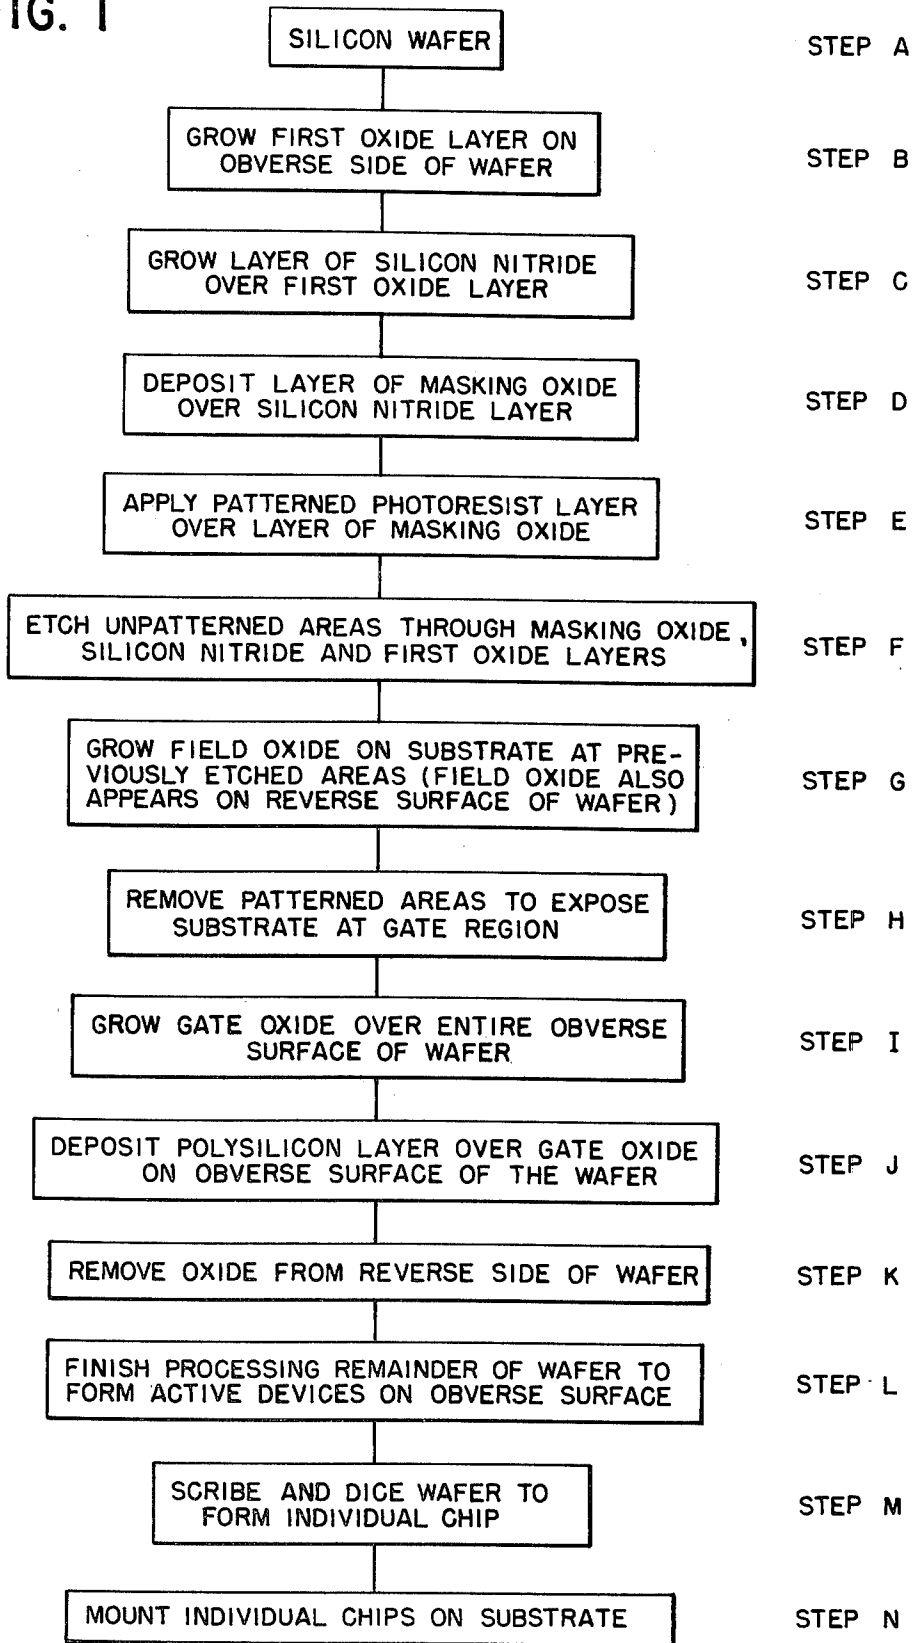 FIG. 1
SILICON WAFER STEP A
GROW FIRST OXIDE LAYER ON
OBVERSE SIDE OF WAFER STEP B
GROW LAYER OF SILICON NITRIDE
OVER FIRST OXIDE LAYER STEP C
DEPOSIT LAYER OF MASKING OXIDE
OVER SILICON NITRIDE LAYER STEP D
APPLY PATTERNED PHOTORESIST LAYER
OVER LAYER OF MASKING OXIDE STEP E
ETCH UNPATTERNED AREAS THROUGH MASKING OXIDE,
SILICON NITRIDE AND FIRST OXIDE LAYERS STEP F
GROW FIELD OXIDE ON SUBSTRATE AT PRE-
VIOUSLY ETCHED AREAS (FIELD OXIDE ALSO
APPEARS ON REVERSE SURFACE OF WAFER) STEP G
REMOVE PATTERNED AREAS TO EXPOSE
SUBSTRATE AT GATE REGION STEP H
GROW GATE OXIDE OVER ENTIRE OBVERSE
SURFACE OF WAFER STEP I
DEPOSIT POLYSILICON LAYER OVER GATE OXIDE
ON OBVERSE SURFACE OF THE WAFER STEP J
REMOVE OXIDE FROM REVERSE SIDE OF WAFER STEP K
FINISH PROCESSING REMAINDER OF WAFER TO
FORM ACTIVE DEVICES ON OBVERSE SURFACE STEP L
SCRIBE AND DICE WAFER TO
FORM INDIVIDUAL CHIP STEP M
MOUNT INDIVIDUAL CHIPS ON SUBSTRATE STEP N